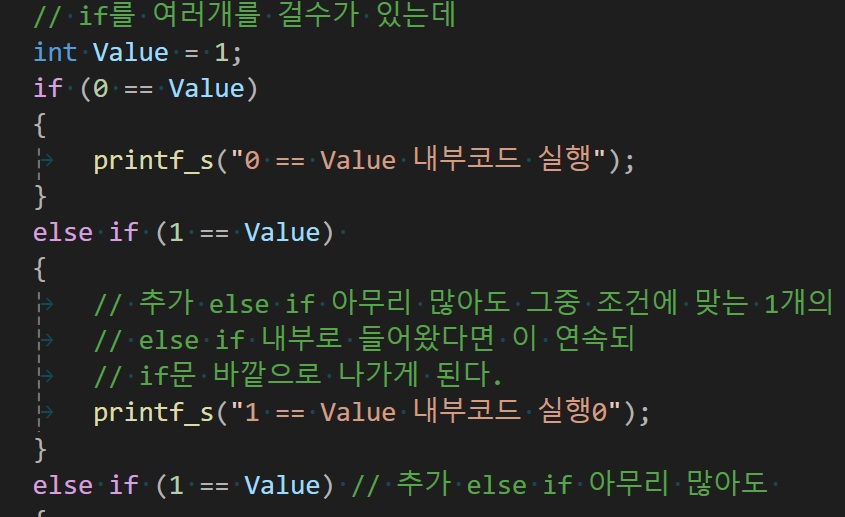 // if를 여러개를 걸수가 있는데
int Value = 1;
if (0 == Value)
{
printf_s("0 == Value 내부코드 실행");
}
else if (1 == Value)
{
// 추가 else if 아무리 많아도 그중 조건에 맞는 1개의
// else if 내부로 들어왔다면 이 연속되
// if문 바깥으로 나가게 된다.
printf_s("1 == Value 내부코드 실행0");
}
else if (1 == Value) // 추가 else if 아무리 많아도
{